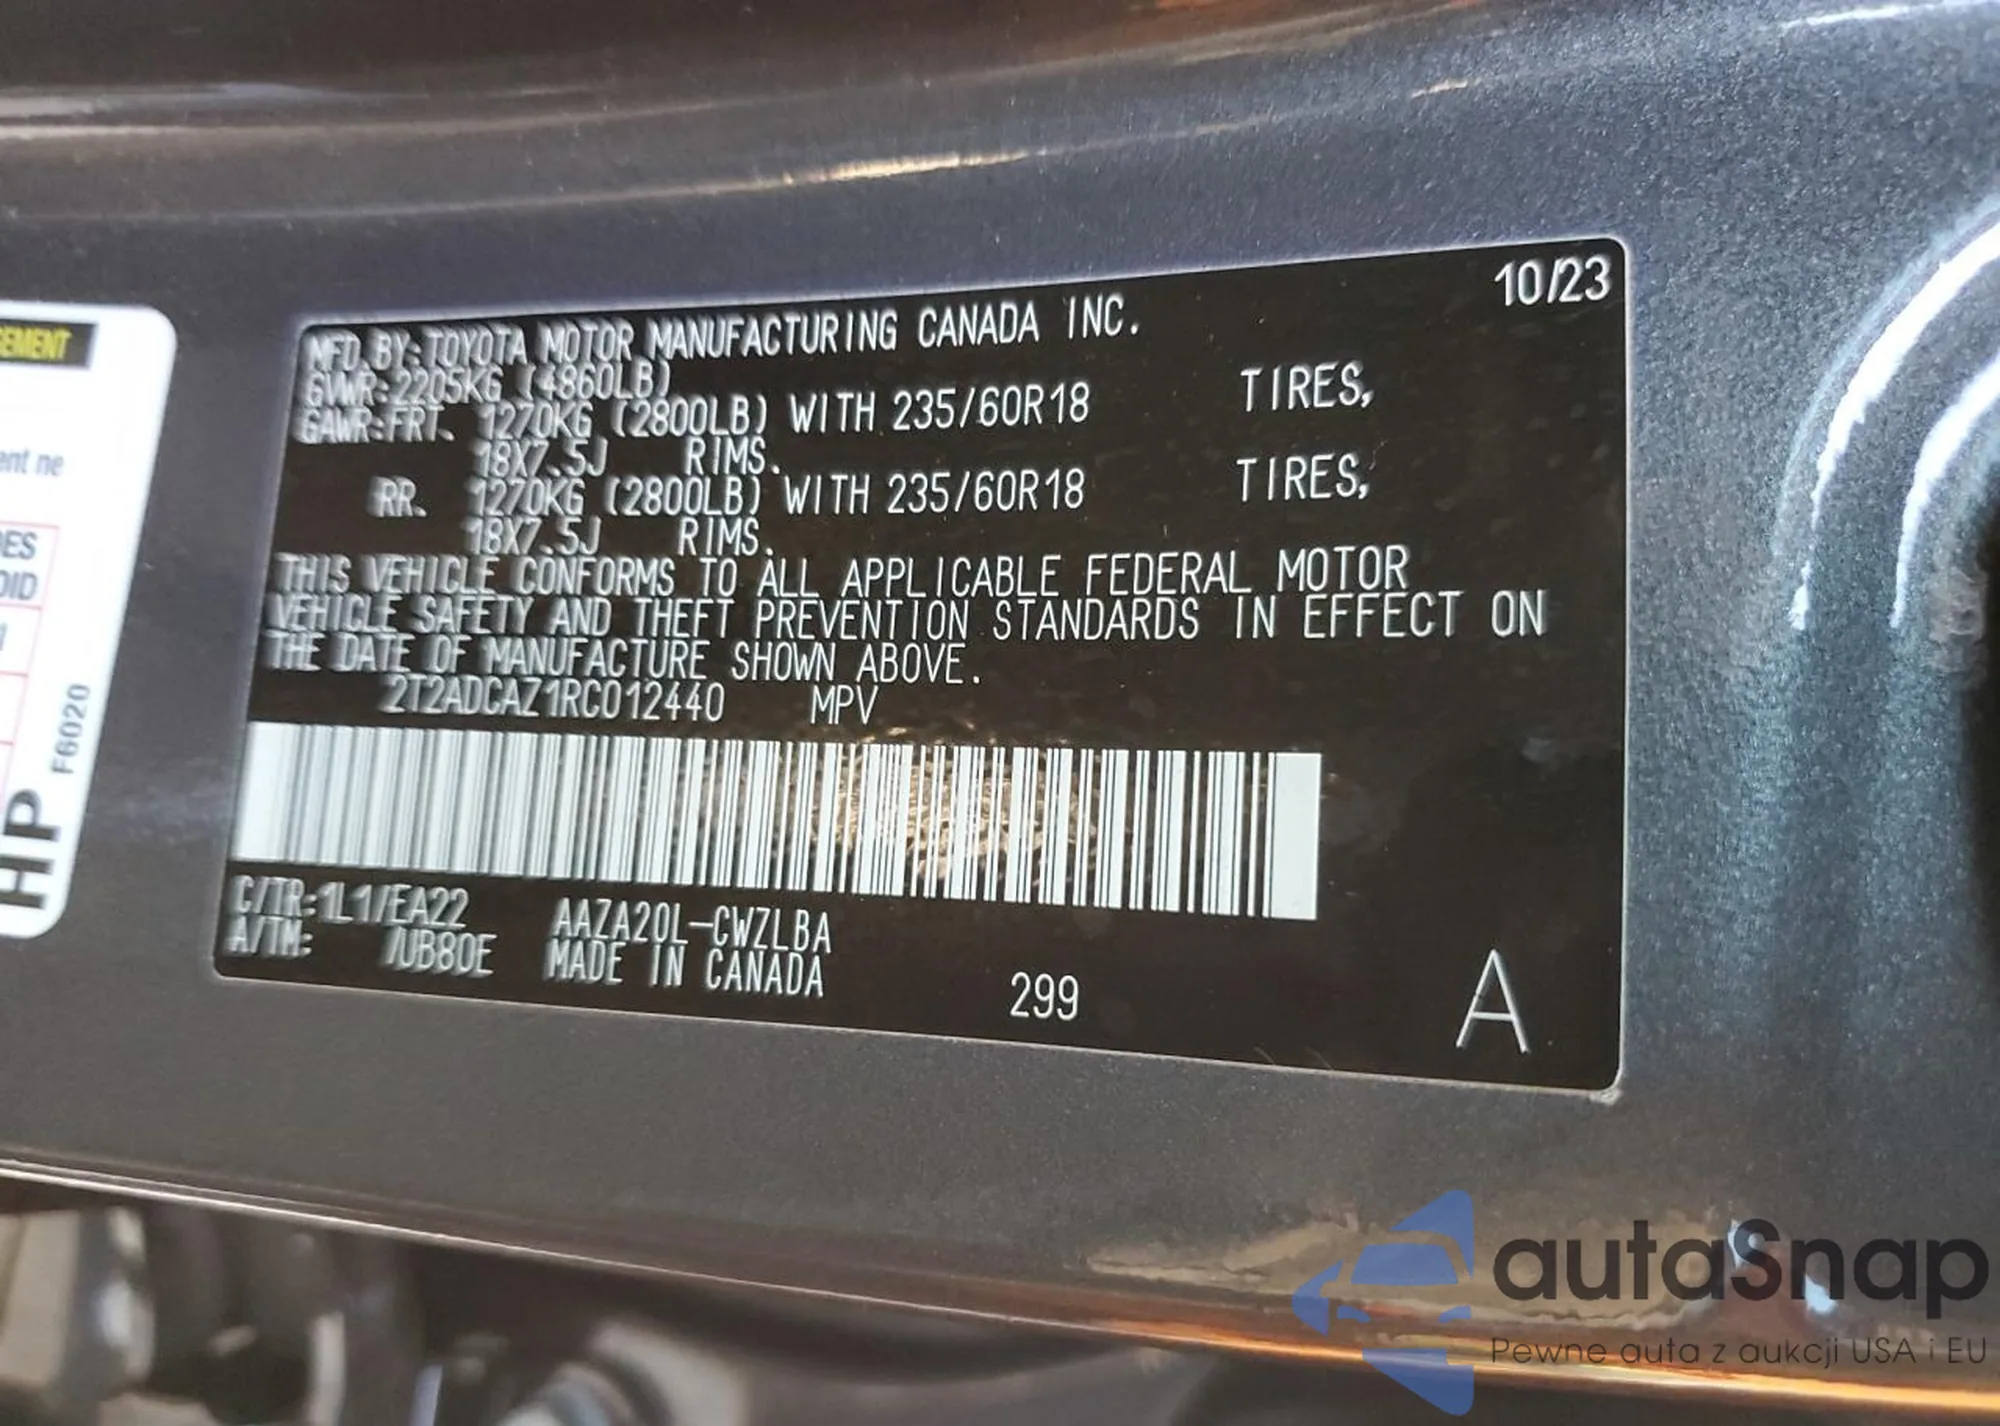 10/23
MFD.BY:TOYOTA MOTOR MANUFACTURING CANADA INC.
GVWR:2205KG (4860LB)
GAWR:FRT. 1270KG (2800LB) WITH 235/60R18 TIRES,
18X7.5J RIMS.
RR. 1270KG (2800LB) WITH 235/60R18 TIRES,
18X7.5J RIMS.
THIS VEHICLE CONFORMS TO ALL APPLICABLE FEDERAL MOTOR
VEHICLE SAFETY AND THEFT PREVENTION STANDARDS IN EFFECT ON
THE DATE OF MANUFACTURE SHOWN ABOVE.
2T2ADCAZ1RC012440 MPV
C/TR:1L1/EA22 AAZA20L-CWZLBA
A/TM: /UB80E MADE IN CANADA
299
A
ent ne
F6020
HP
autaSnap
Pewne auta z aukcji USA i EU